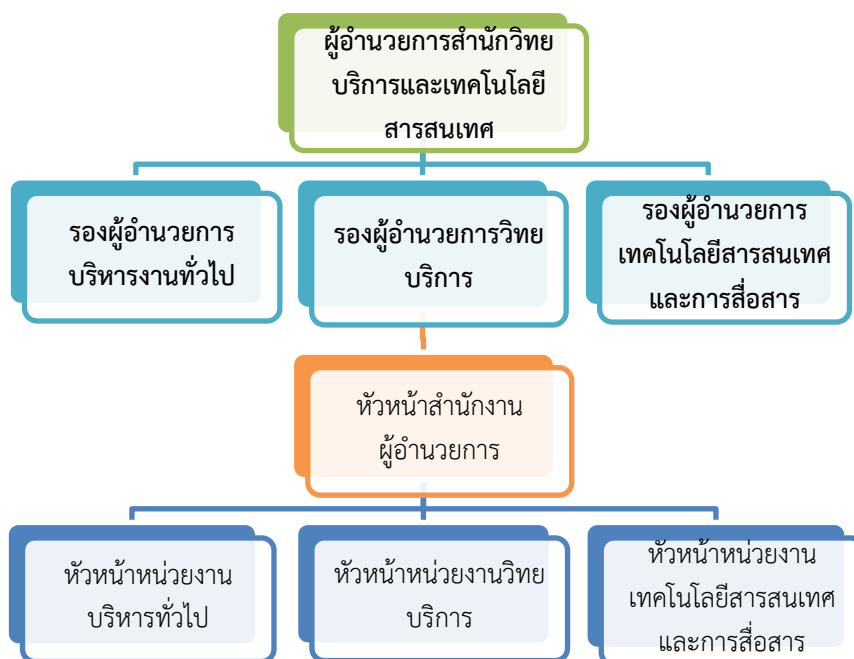 ผู้อำนวยการสำนักวิทย
บริการและเทคโนโลยี
สารสนเทศ
รองผู้อำนวยการ
บริหารงานทั่วไป
รองผู้อำนวยการวิทย
บริการ
รองผู้อำนวยการ
เทคโนโลยีสารสนเทศ
และการสื่อสาร
หัวหน้าสำนักงาน
ผู้อำนวยการ
หัวหน้าหน่วยงาน
บริหารทั่วไป
หัวหน้าหน่วยงานวิทย
บริการ
หัวหน้าหน่วยงาน
เทคโนโลยีสารสนเทศ
และการสื่อสาร